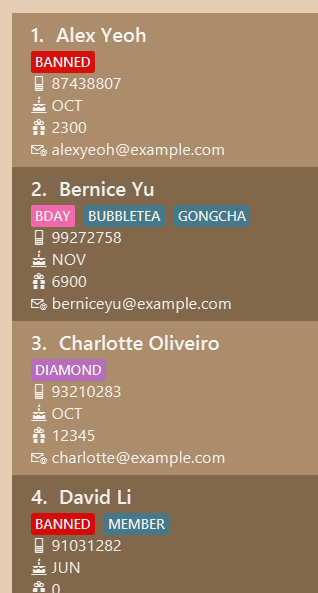 1. Alex Yeoh
BANNED
87438807
OCT
2300
alexyeoh@example.com
2. Bernice Yu
BDAY BUBBLETEA GONGCHA
99272758
NOV
6900
berniceyu@example.com
3. Charlotte Oliveiro
DIAMOND
93210283
OCT
12345
charlotte@example.com
4. David Li
BANNED MEMBER
91031282
JUN
0